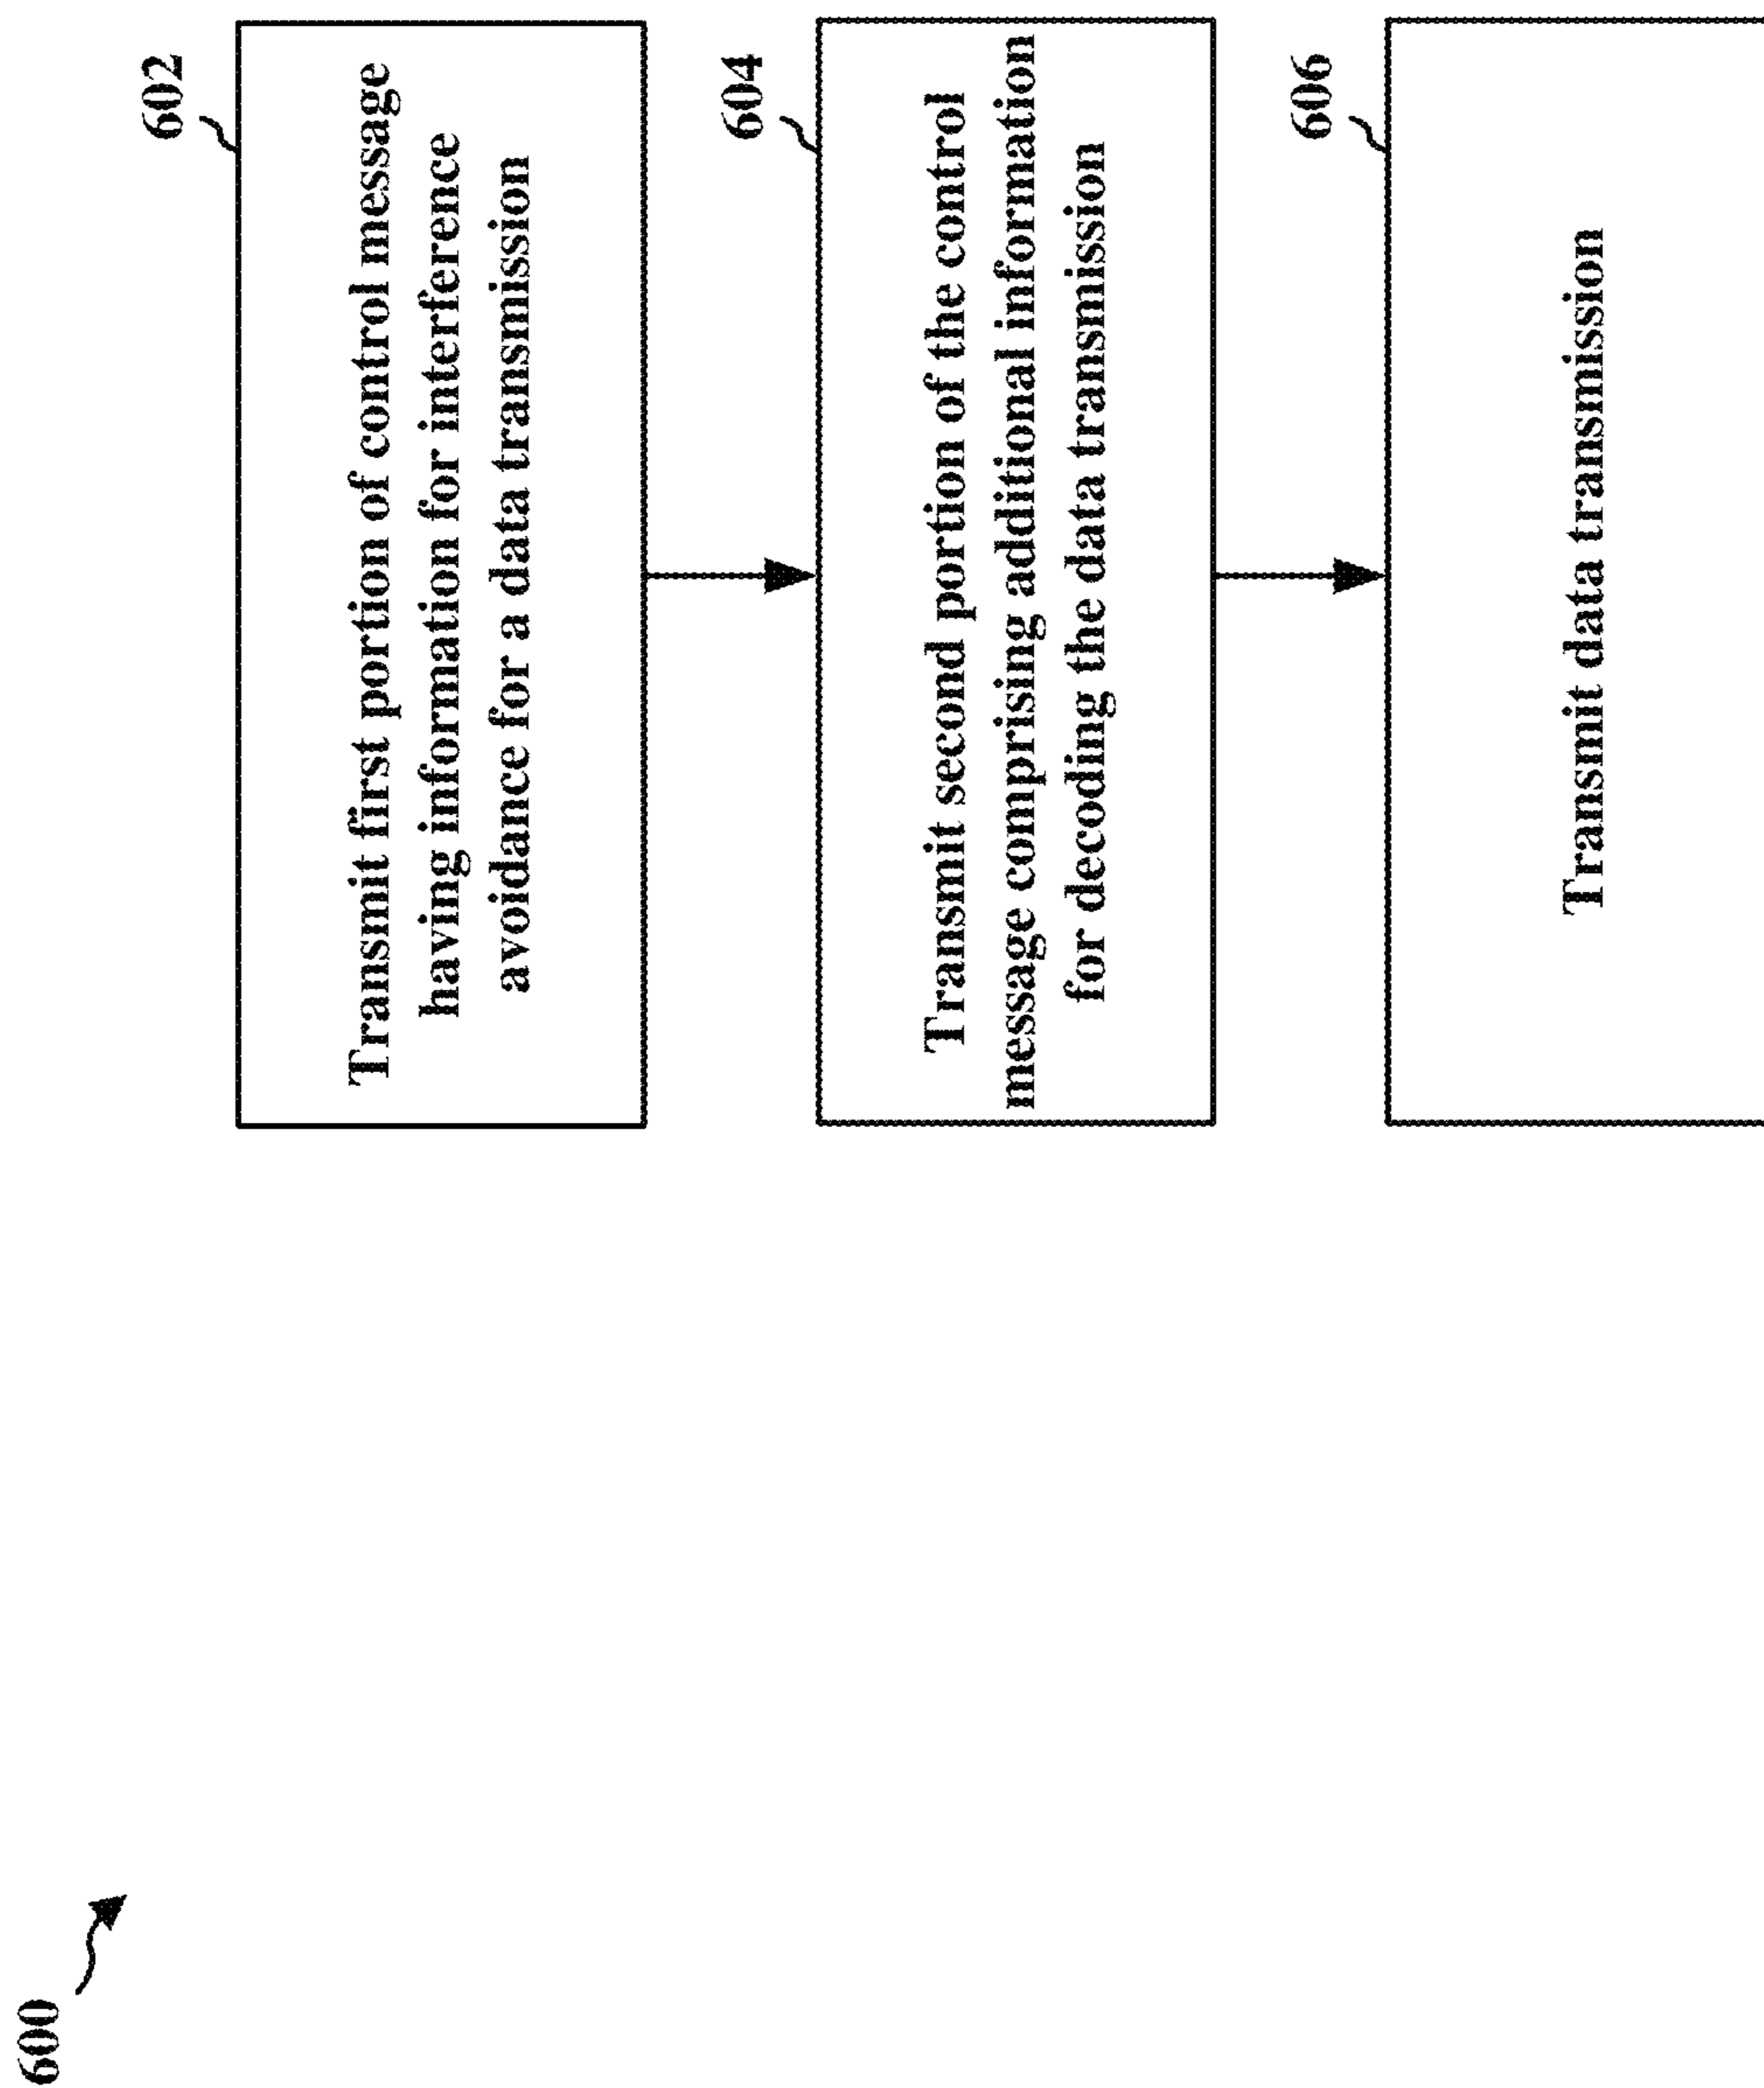 600
602
Transmit first portion of control message
having information for interference
avoidance for a data transmission
604
Transmit second portion of the control
message comprising additional information
for decoding the data transmission
606
Transmit data transmission